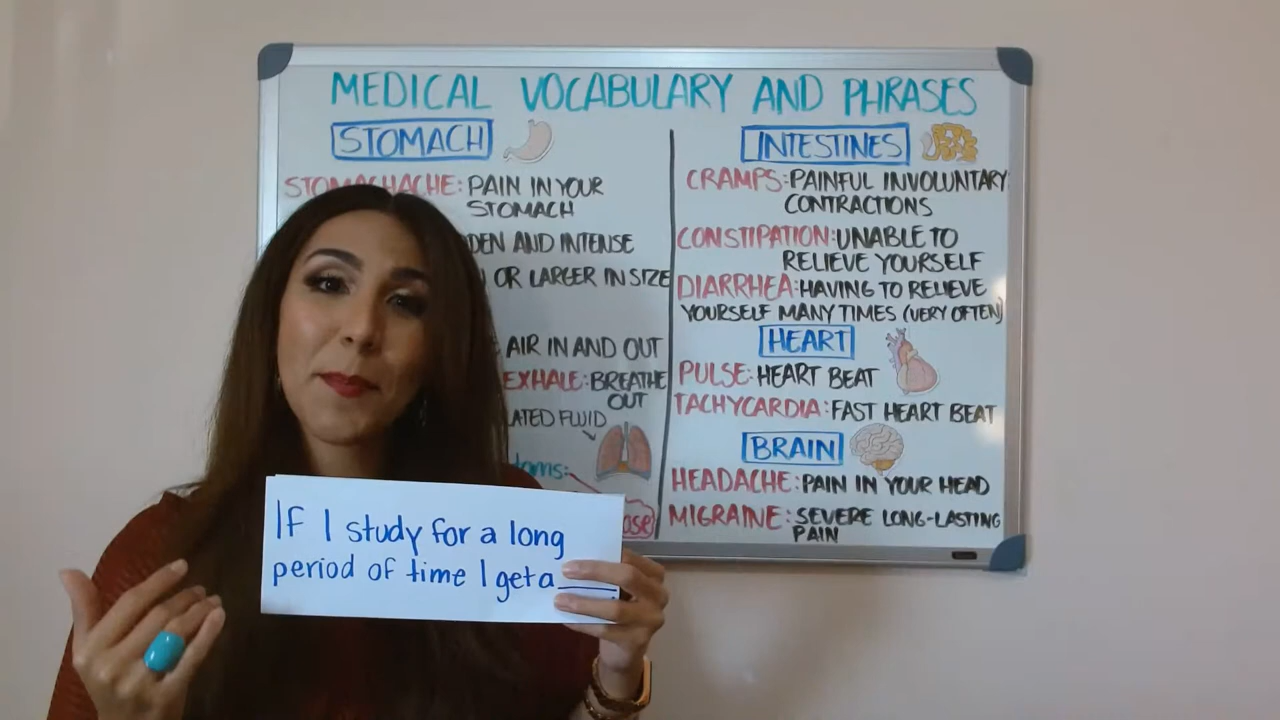 MEDICAL VOCABULARY AND PHRASES
STOMACH
STOMACHACHE: PAIN IN YOUR
STOMACH
AND INTENSE
OR LARGER IN SIZE
AIR IN AND OUT
EXHALE: BREATHE
OUT
FLUID
INTESTINES
CRAMPS: PAINFUL INVOLUNTARY
CONTRACTIONS
CONSTIPATION: UNABLE TO
RELIEVE YOURSELF
DIARRHEA: HAVING TO RELIEVE
YOURSELF MANY TIMES (VERY OFTEN)
HEART
PULSE: HEART BEAT
TACHYCARDIA: FAST HEART BEAT
BRAIN
HEADACHE: PAIN IN YOUR HEAD
MIGRAINE: SEVERE LONG-LASTING
PAIN
If I study for a long
period of time I get a ____.